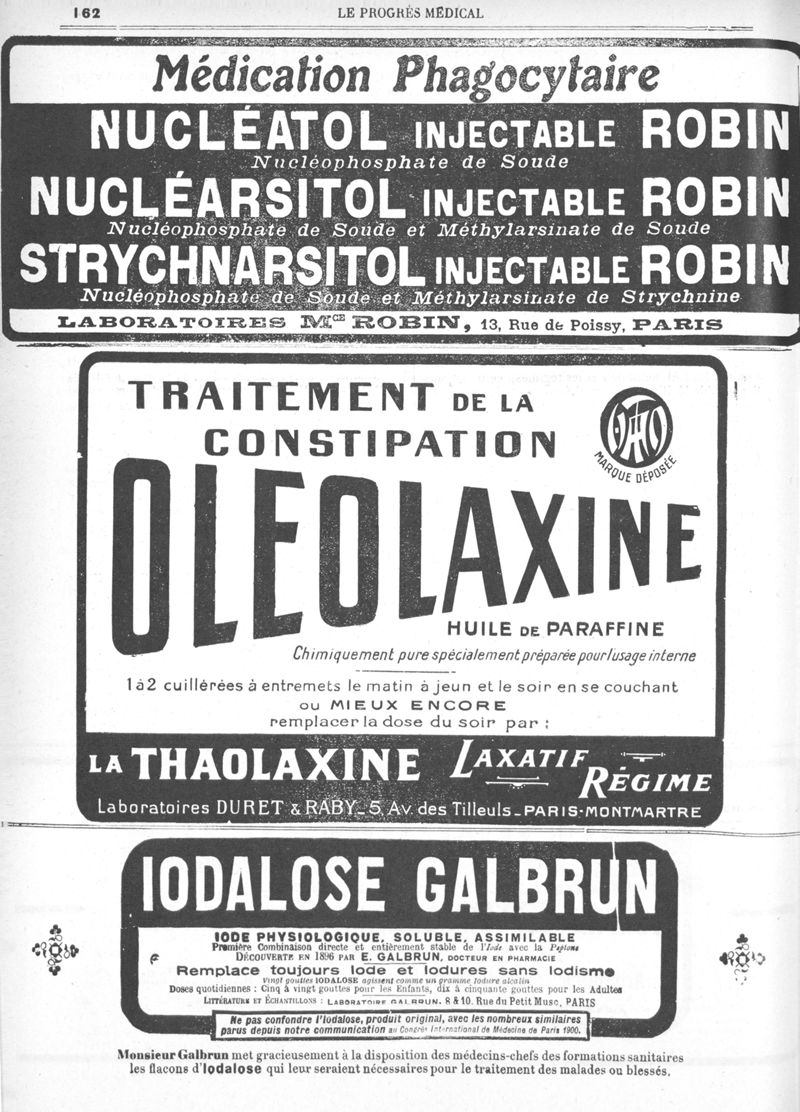 162
LE PROGRÈS MÉDICAL
Médication Phagocytaire
NUCLÉATOL INJECTABLE ROBIN
Nucléophosphate de Soude
NUCLÉARSITOL INJECTABLE ROBIN
Nucléophosphate de Soude et Méthylarsinate de Soude
STRYCHNARSITOL INJECTABLE ROBIN
Nucléophosphate de Soude et Méthylarsinate de Strychnine
LABORATOIRES MCE ROBIN, 13, Rue de Poissy, PARIS
TRAITEMENT DE LA
CONSTIPATION
MARQUE DÉPOSÉE
OLEOLAXINE
HUILE DE PARAFFINE
Chimiquement pure spécialement préparée pour l'usage interne
1 à 2 cuillérées à entremets le matin à jeun et le soir en se couchant
OU MIEUX ENCORE
remplacer la dose du soir par :
LA THAOLAXINE LAXATIF
RÉGIME
Laboratoires DURET & RABY_5, Av. des Tilleuls_PARIS-MONTMARTRE
IODALOSE GALBRUN
IODE PHYSIOLOGIQUE, SOLUBLE, ASSIMILABLE
Première Combinaison directe et entièrement stable de l'Iode avec la Peptone
DÉCOUVERTE EN 1896 PAR E. GALBRUN, DOCTEUR EN PHARMACIE
Remplace toujours Iode et Iodures sans Iodisme
Vingt gouttes IODALOSE agissent comme un gramme Iodure alcalin
Doses quotidiennes : Cinq à vingt gouttes pour les Enfants, dix à cinquante gouttes pour les Adultes
LITTÉRATURE ET ÉCHANTILLONS : LABORATOIRE GALBRUN, 8 & 10. Rue du Petit Musc, PARIS
Ne pas confondre l'Iodalose, produit original, avec les nombreux similaires
parus depuis notre communication au Congrès International de Médecine de Paris 1900.
Monsieur Galbrun met gracieusement à la disposition des médecins-chefs des formations sanitaires
les flacons d'Iodalose qui leur seraient nécessaires pour le traitement des malades ou blessés.